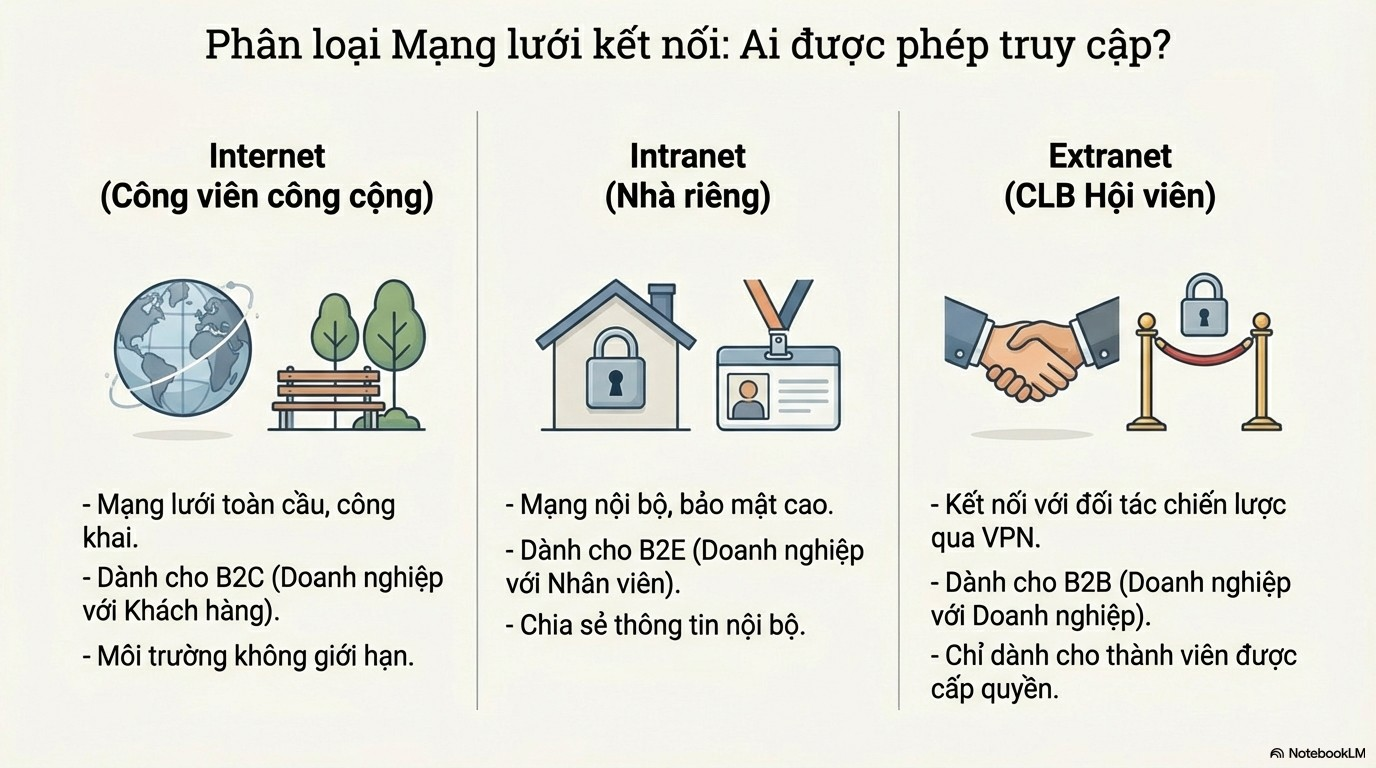 Phân loại Mạng lưới kết nối: Ai được phép truy cập?
Internet
(Công viên công cộng)
- Mạng lưới toàn cầu, công
khai.
- Dành cho B2C (Doanh nghiệp
với Khách hàng).
- Môi trường không giới hạn.
Intranet
(Nhà riêng)
- Mạng nội bộ, bảo mật cao.
- Dành cho B2E (Doanh nghiệp
với Nhân viên).
- Chia sẻ thông tin nội bộ.
Extranet
(CLB Hội viên)
- Kết nối với đối tác chiến lược
qua VPN.
- Dành cho B2B (Doanh nghiệp
với Doanh nghiệp).
- Chỉ dành cho thành viên được
cấp quyền.
NotebookLM